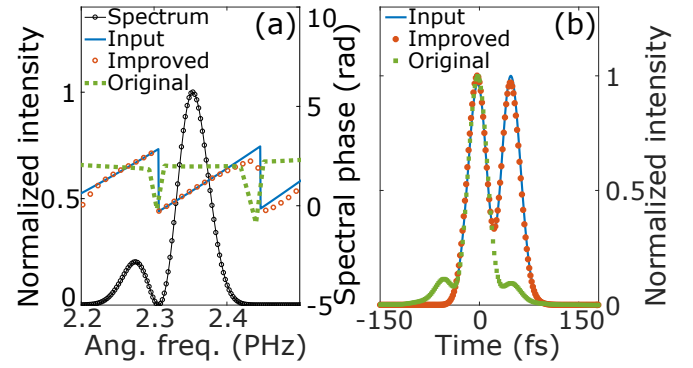 Spectrum
Input
Improved
Original
(a)
Normalized intensity
1
0.5
0
2.2
2.3
2.4
Ang. freq. (PHz)
10
5
0
-5
Spectral phase (rad)
Input
Improved
Original
(b)
-150
0
150
Time (fs)
1
0.5
0
Normalized intensity